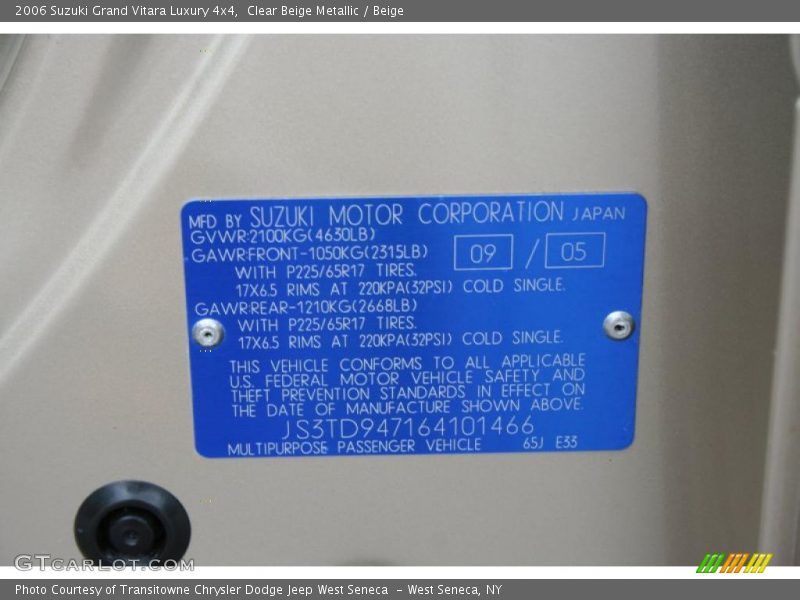 2006 Suzuki Grand Vitara Luxury 4x4, Clear Beige Metallic / Beige
MFD BY SUZUKI MOTOR CORPORATION JAPAN
GVWR:2100KG(4630LB)
GAWR:FRONT-1050KG(2315LB)
09 / 05
WITH P225/65R17 TIRES.
17X6.5 RIMS AT 220KPA(32PSI) COLD SINGLE.
GAWR:REAR-1210KG(2668LB)
WITH P225/65R17 TIRES.
17X6.5 RIMS AT 220KPA(32PSI) COLD SINGLE.
THIS VEHICLE CONFORMS TO ALL APPLICABLE
U.S. FEDERAL MOTOR VEHICLE SAFETY AND
THEFT PREVENTION STANDARDS IN EFFECT ON
THE DATE OF MANUFACTURE SHOWN ABOVE.
JS3TD947164101466
MULTIPURPOSE PASSENGER VEHICLE 65J E33
GTcarlot.com
Photo Courtesy of Transitowne Chrysler Dodge Jeep West Seneca - West Seneca, NY